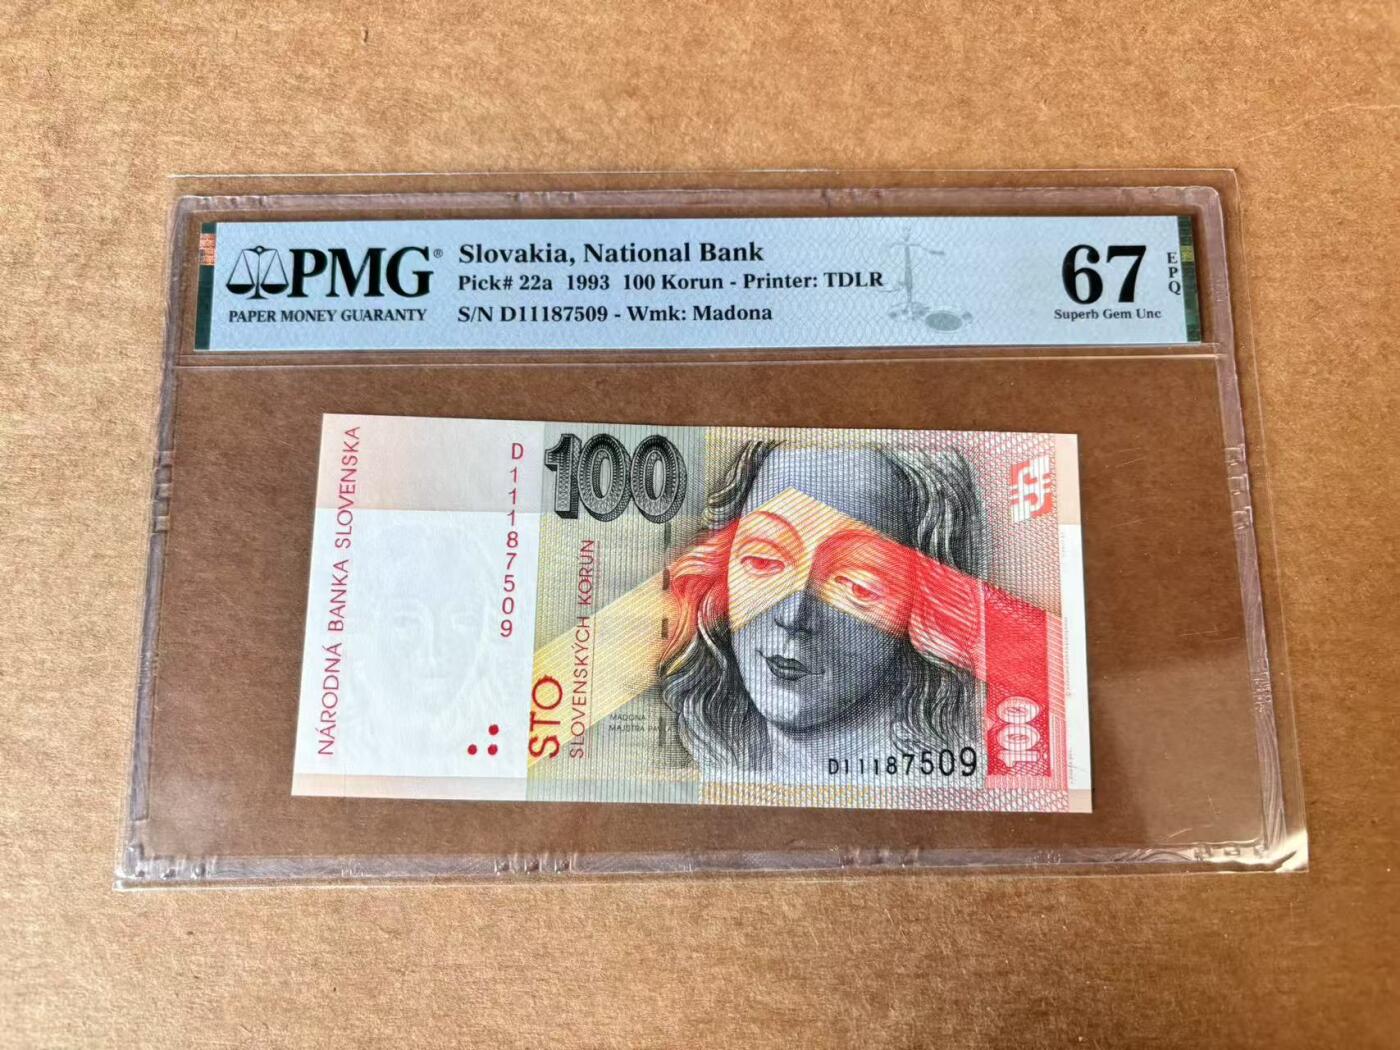 PMG®
PAPER MONEY GUARANTY
Slovakia, National Bank
Pick# 22a 1993 100 Korun - Printer: TDLR
S/N D11187509 - Wmk: Madona
67
EPQ
Superb Gem Unc
NÁRODNÁ BANKA SLOVENSKA
D11187509
100
STO
SLOVENSKÝCH KORÚN
MADONA
MAJSTRA
D11187509
100